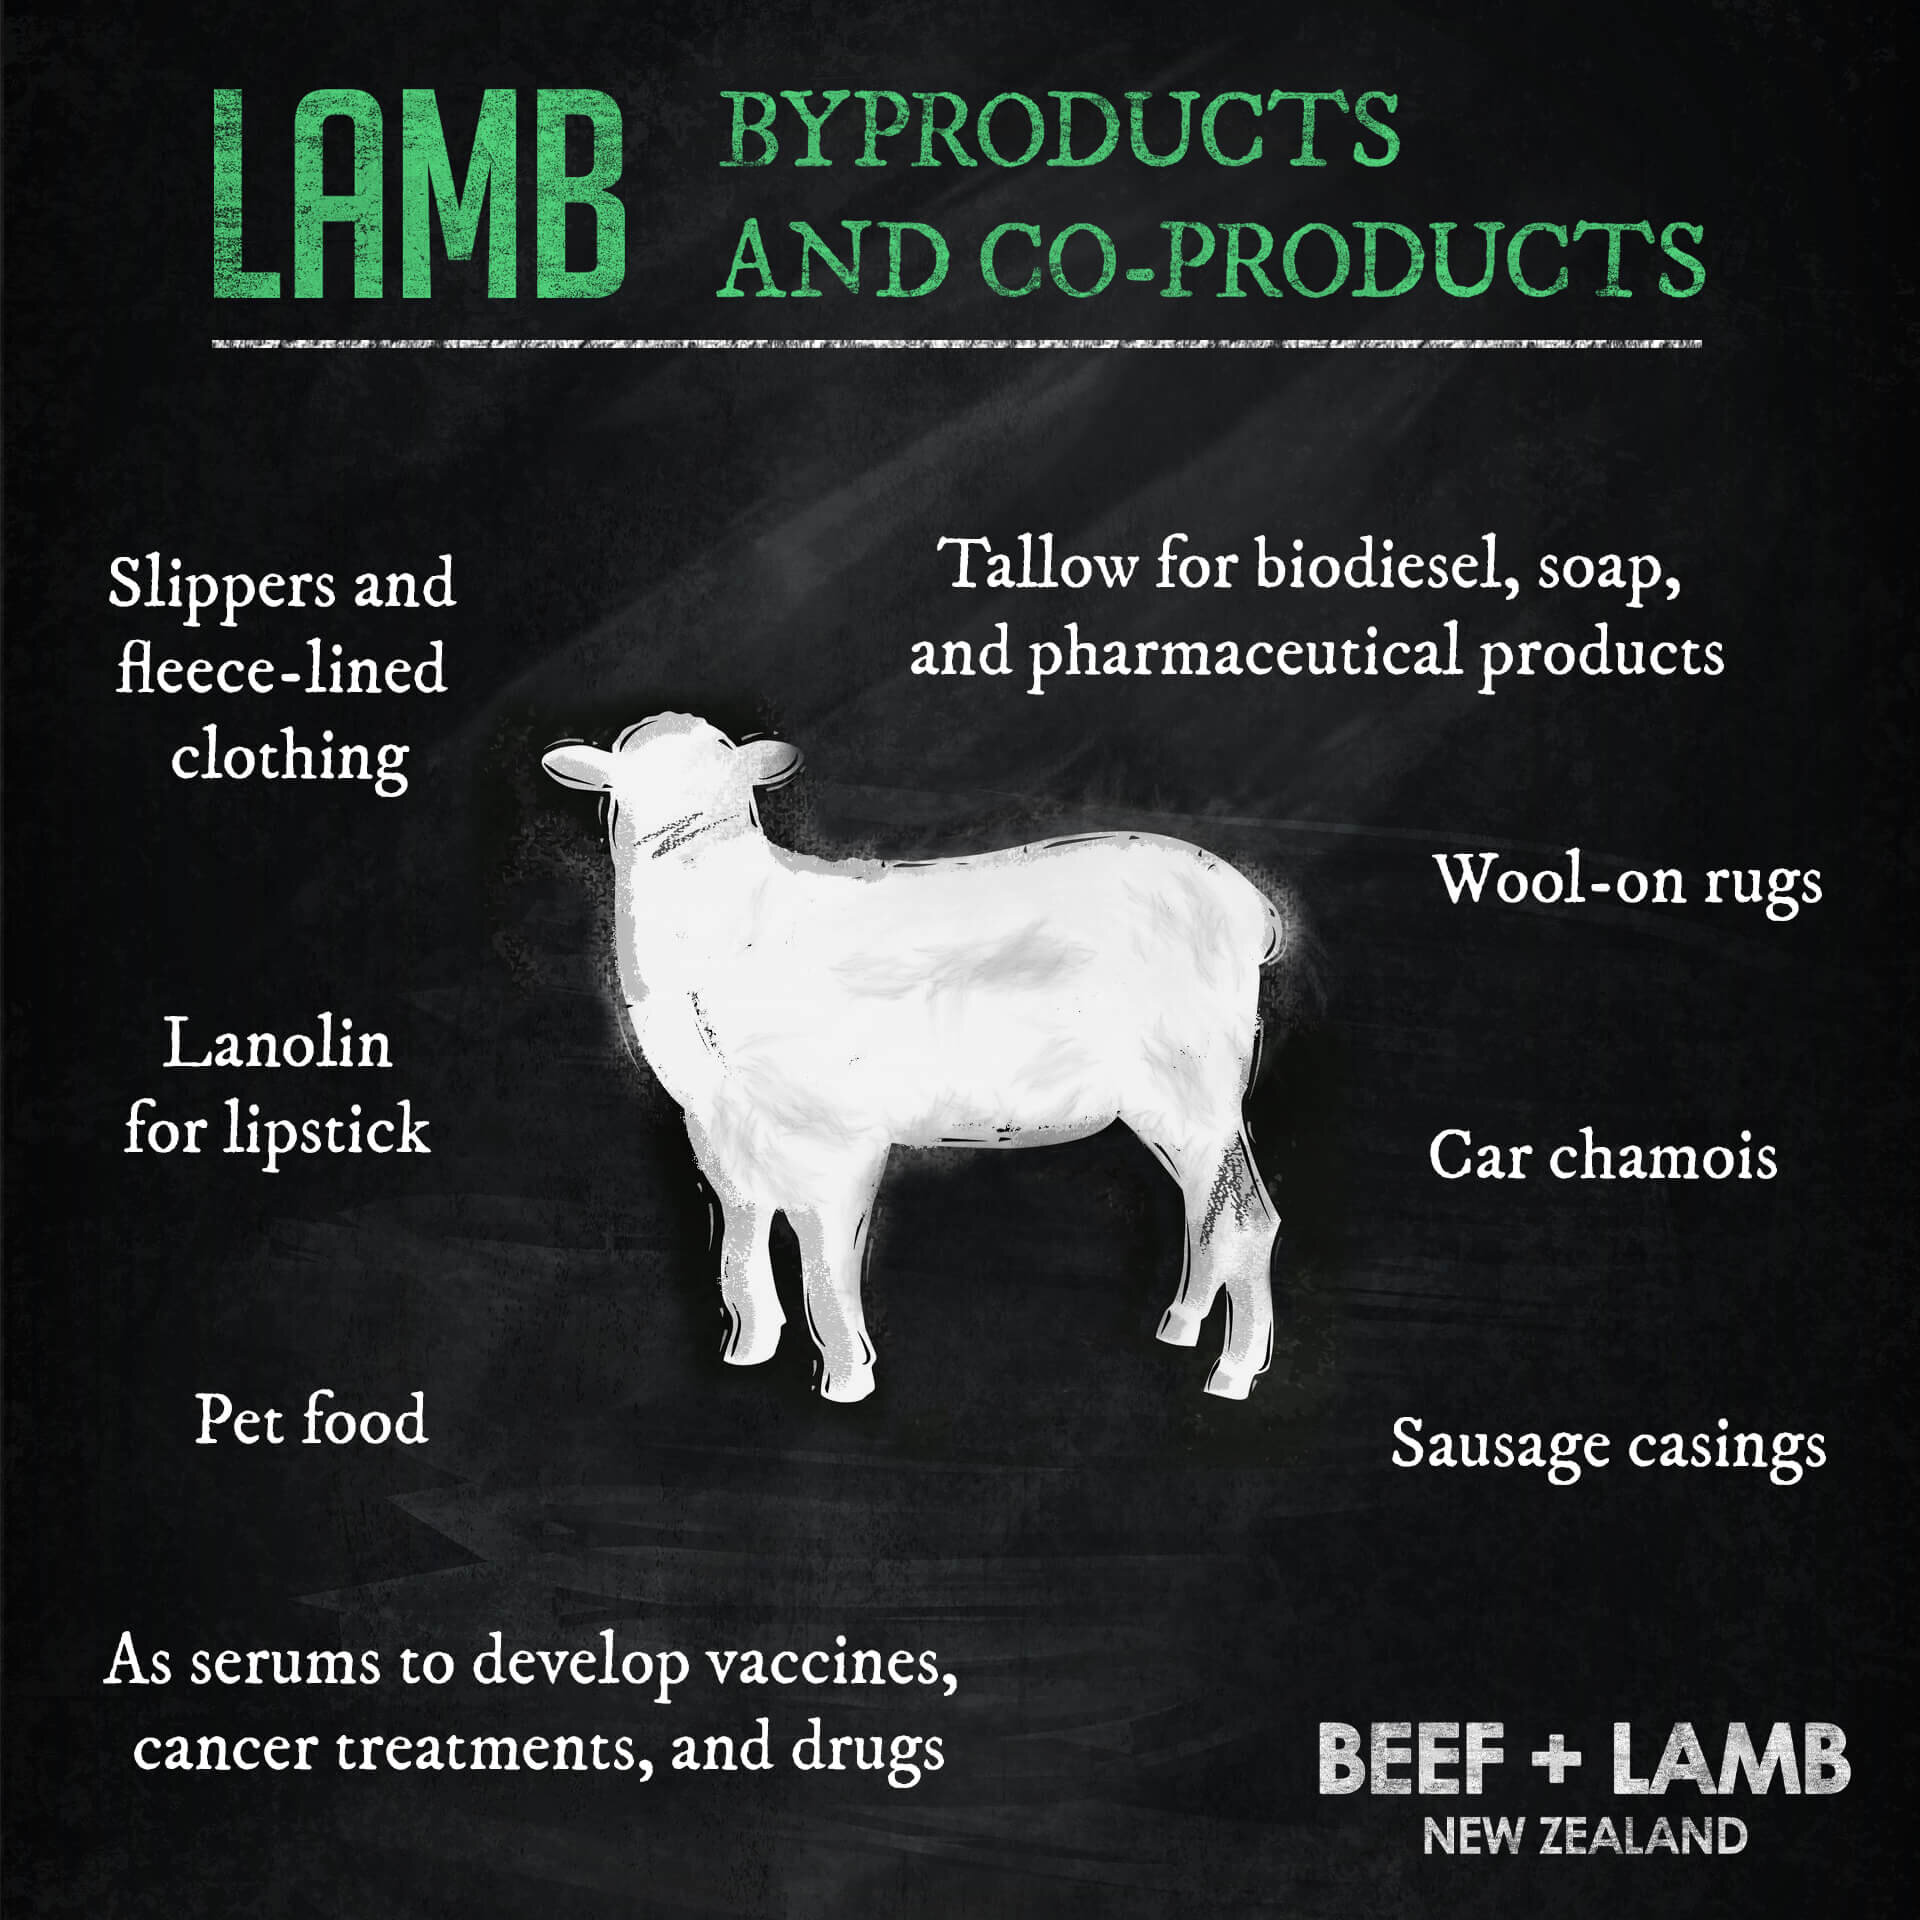 LAMB BYPRODUCTS
AND CO-PRODUCTS
Slippers and
fleece-lined
clothing
Tallow for biodiesel, soap,
and pharmaceutical products
Wool-on rugs
Lanolin
for lipstick
Car chamois
Pet food
Sausage casings
As serums to develop vaccines,
cancer treatments, and drugs
BEEF + LAMB
NEW ZEALAND